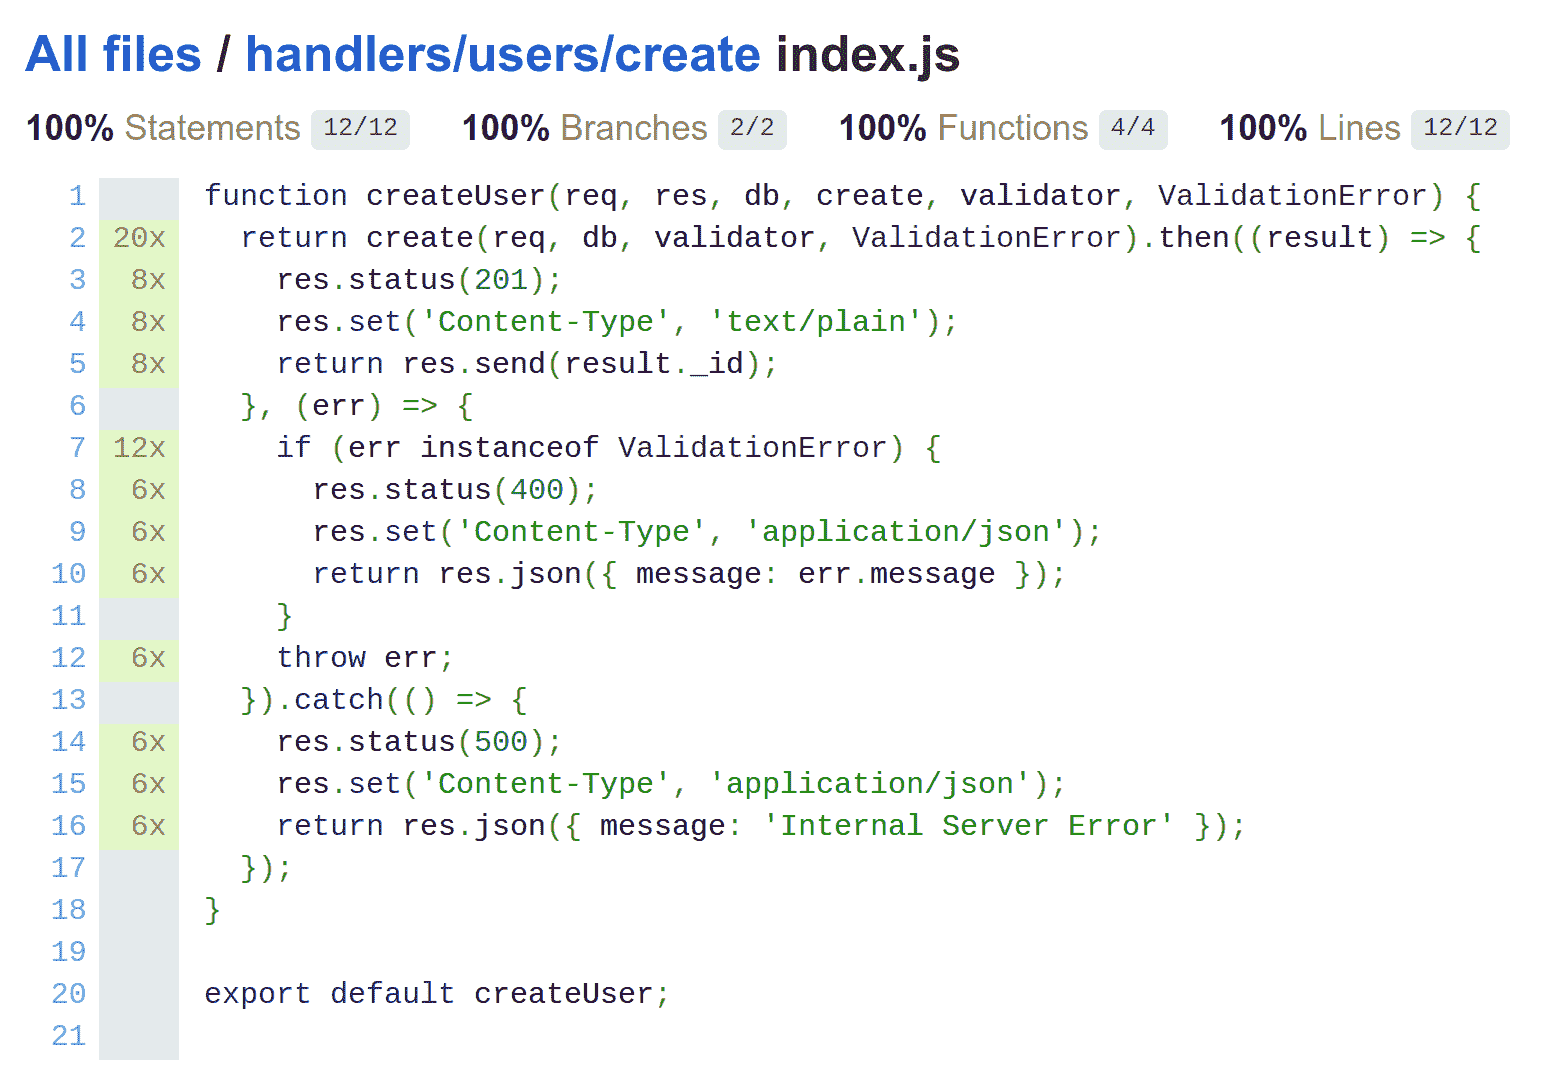 All files / handlers/users/create index.js
100% Statements 12/12 100% Branches 2/2 100% Functions 4/4 100% Lines 12/12
1 function createUser(req, res, db, create, validator, ValidationError) {
2 20x   return create(req, db, validator, ValidationError).then((result) => {
3 8x     res.status(201);
4 8x     res.set('Content-Type', 'text/plain');
5 8x     return res.send(result._id);
6   }, (err) => {
7 12x     if (err instanceof ValidationError) {
8 6x       res.status(400);
9 6x       res.set('Content-Type', 'application/json');
10 6x       return res.json({ message: err.message });
11     }
12 6x     throw err;
13   }).catch(() => {
14 6x     res.status(500);
15 6x     res.set('Content-Type', 'application/json');
16 6x     return res.json({ message: 'Internal Server Error' });
17   });
18 }
19
20 export default createUser;
21